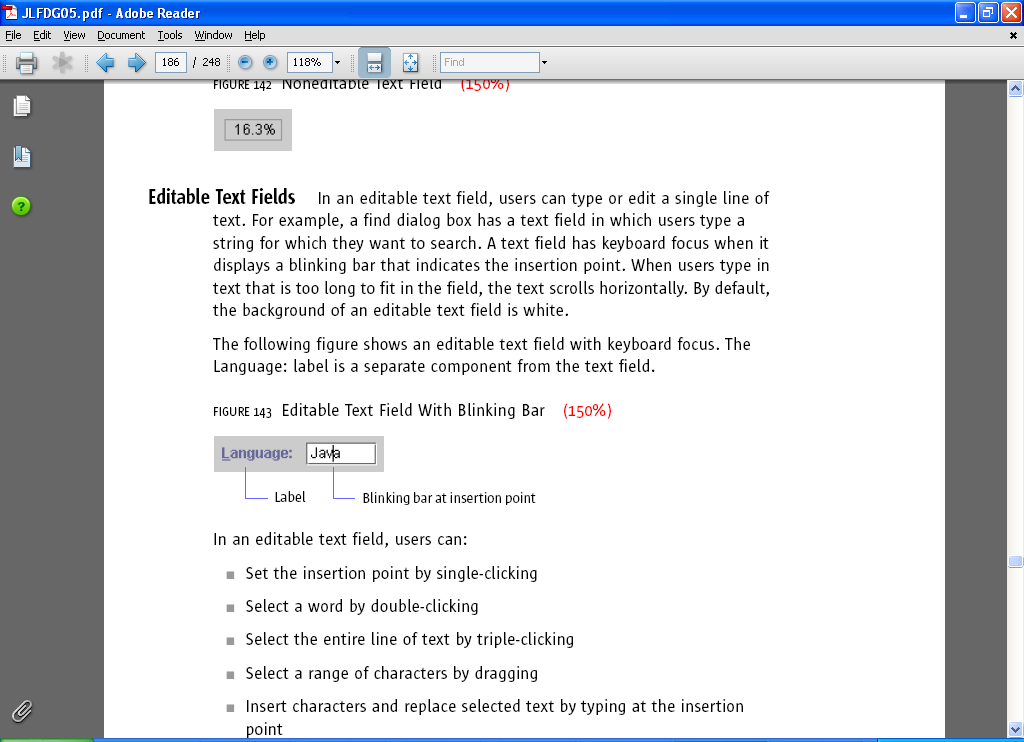 JLFDG05.pdf - Adobe Reader
File Edit View Document Tools Window Help
186 / 248 118% Find
FIGURE 142 Noneditable Text Field (150%)
16.3%
Editable Text Fields In an editable text field, users can type or edit a single line of
text. For example, a find dialog box has a text field in which users type a
string for which they want to search. A text field has keyboard focus when it
displays a blinking bar that indicates the insertion point. When users type in
text that is too long to fit in the field, the text scrolls horizontally. By default,
the background of an editable text field is white.
The following figure shows an editable text field with keyboard focus. The
Language: label is a separate component from the text field.
FIGURE 143 Editable Text Field With Blinking Bar (150%)
Language: Java
Label Blinking bar at insertion point
In an editable text field, users can:
■ Set the insertion point by single-clicking
■ Select a word by double-clicking
■ Select the entire line of text by triple-clicking
■ Select a range of characters by dragging
■ Insert characters and replace selected text by typing at the insertion
point